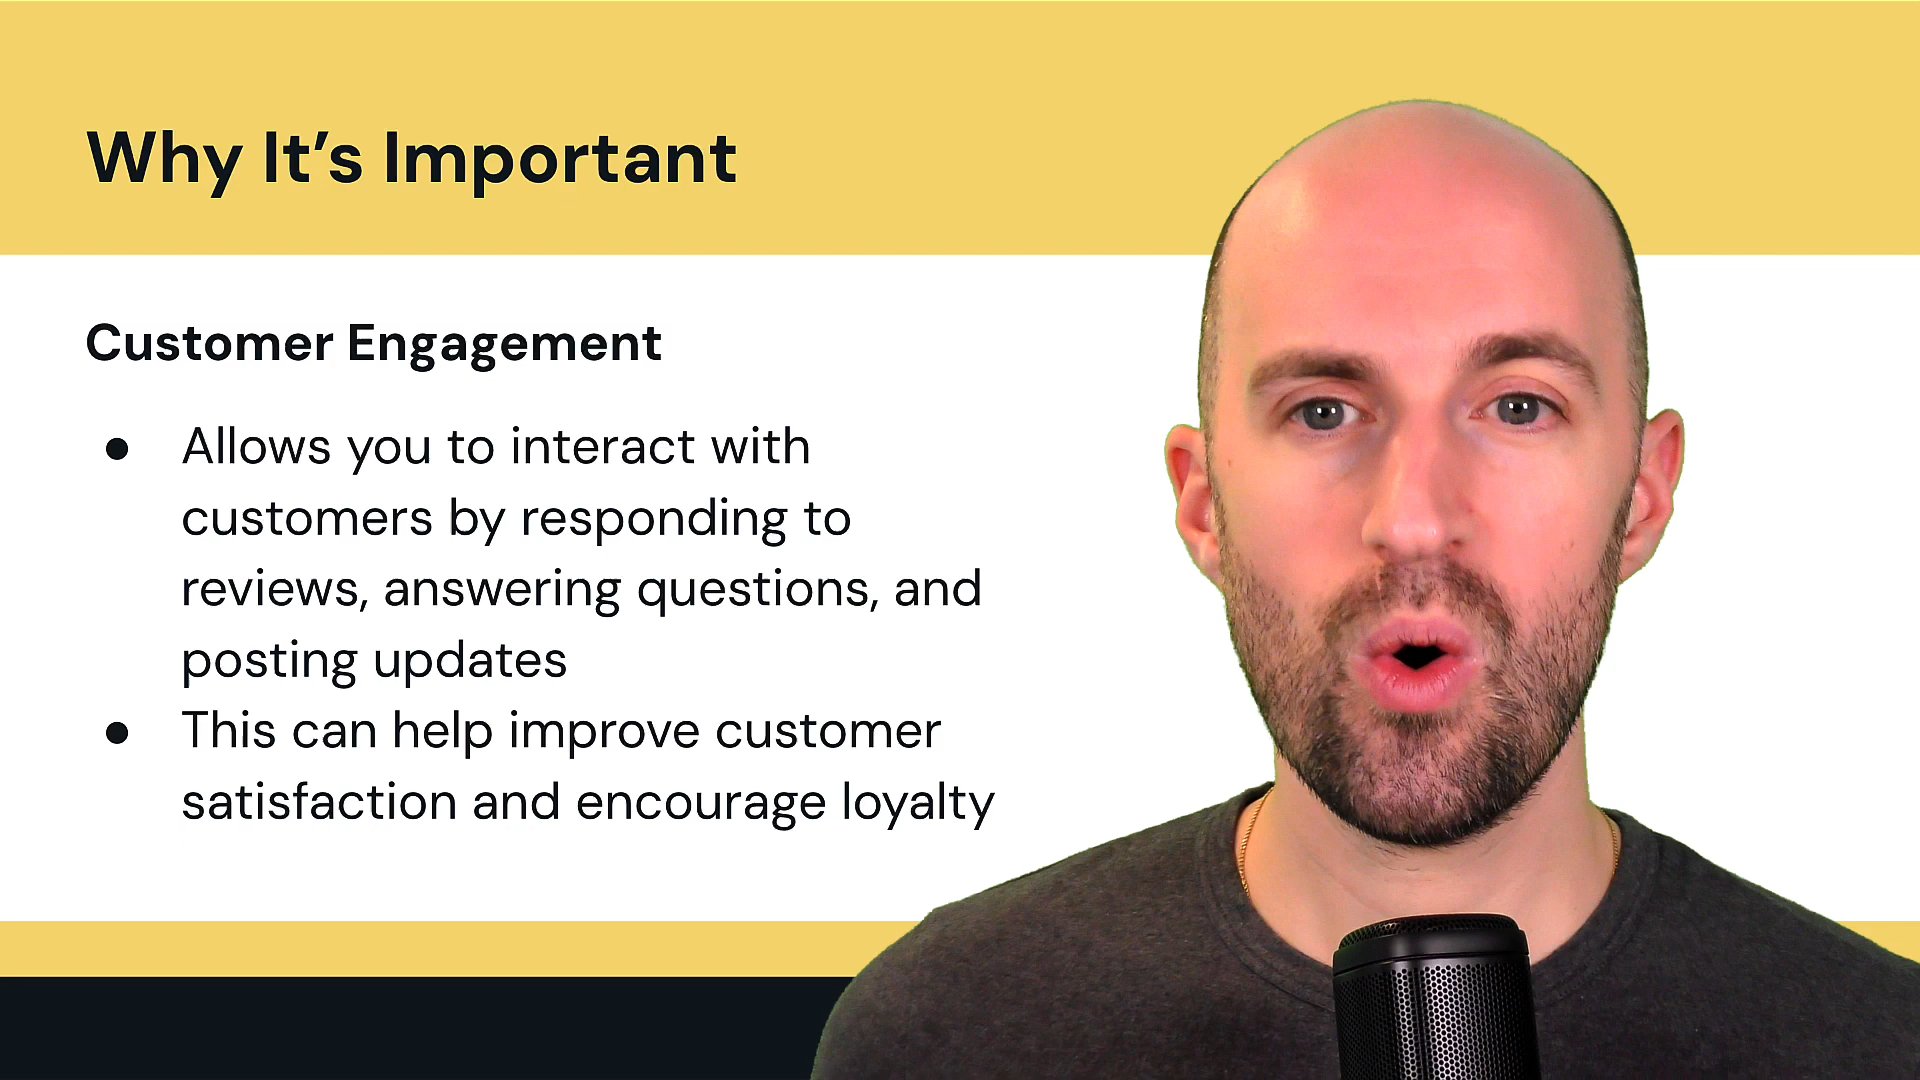 Why It’s Important
Customer Engagement
● Allows you to interact with
customers by responding to
reviews, answering questions, and
posting updates
● This can help improve customer
satisfaction and encourage loyalty